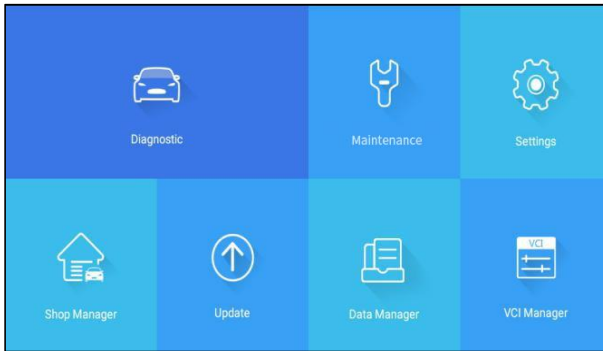 Diagnostic
Maintenance
Settings
Shop Manager
Update
Data Manager
VCI
VCI Manager